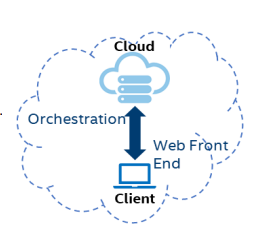 Cloud
Orchestration
Web Front
End
Client